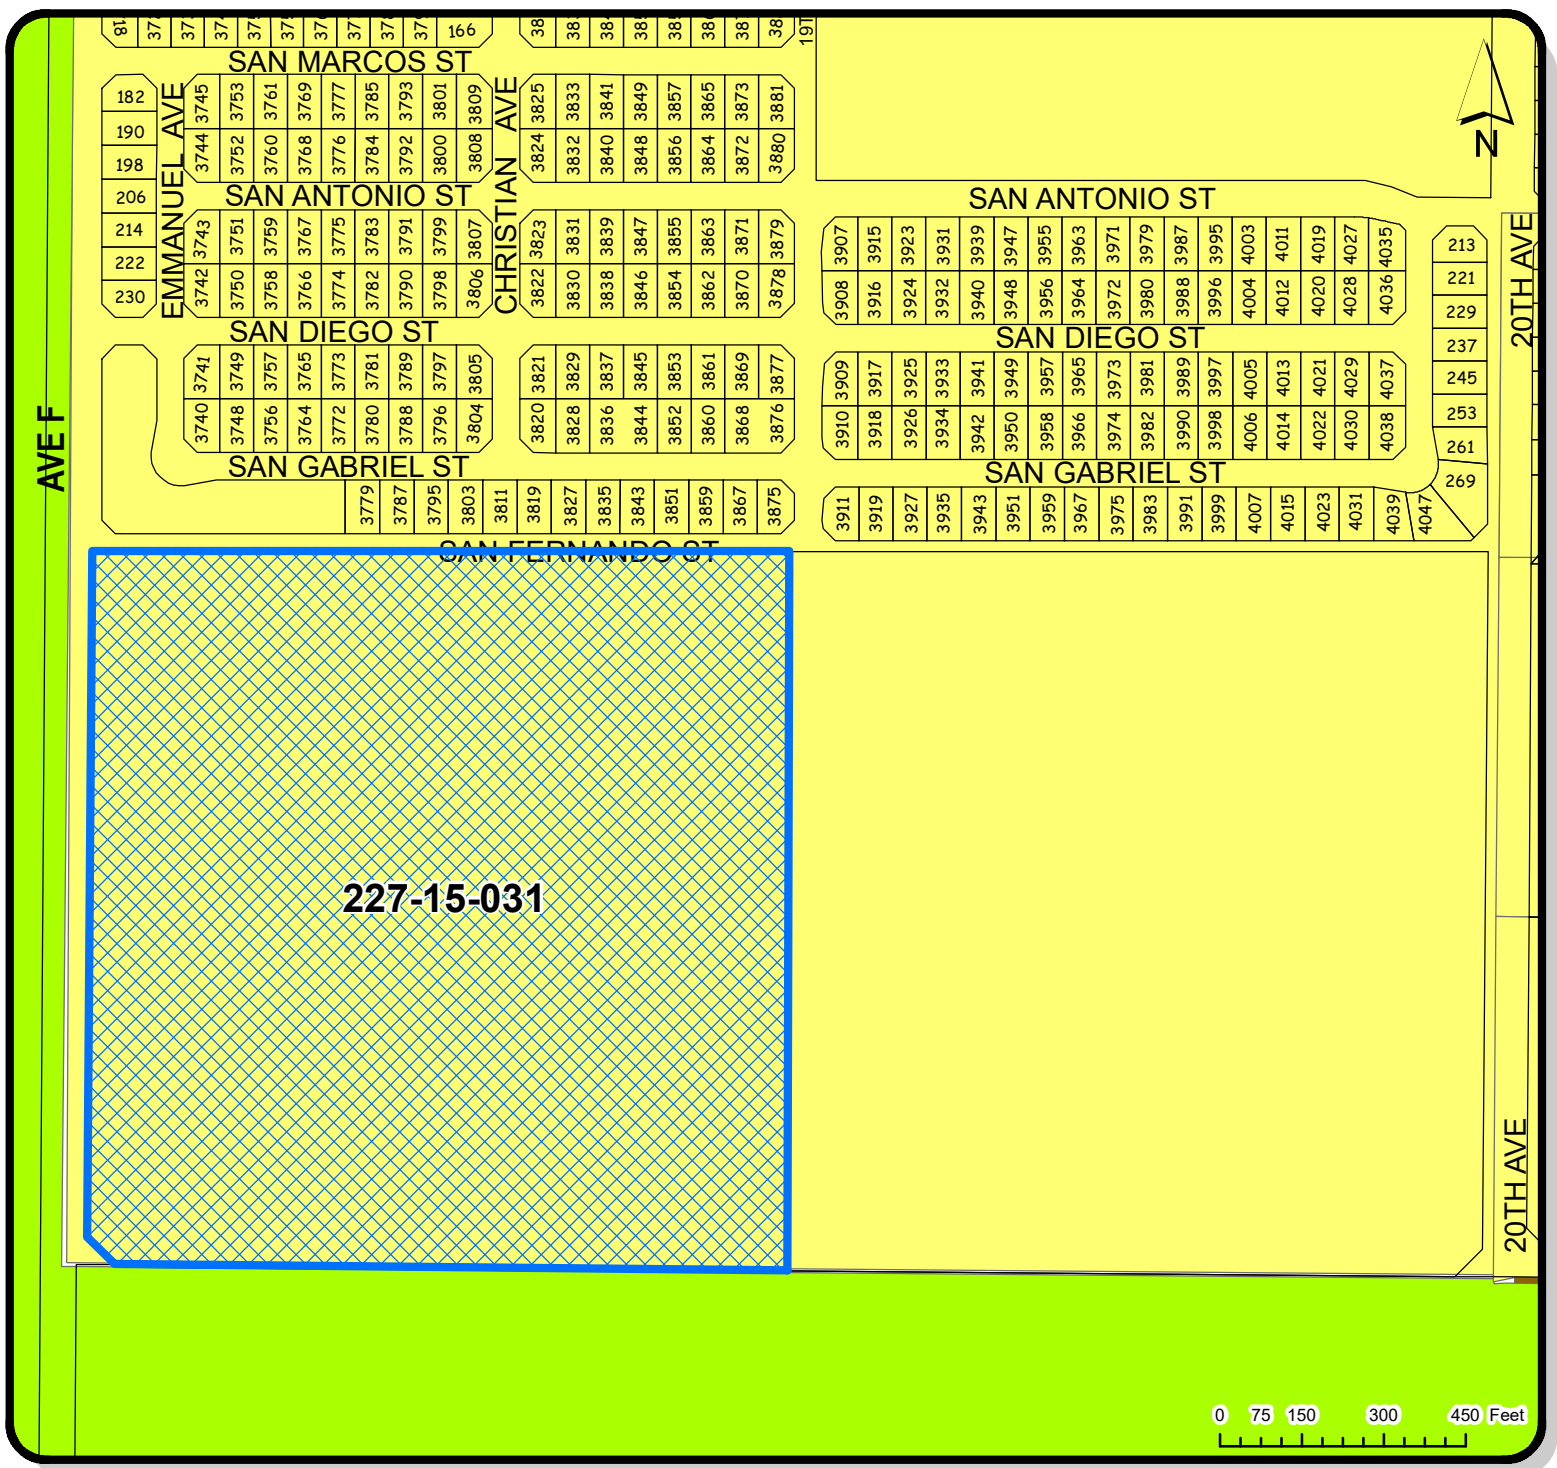 166
SAN MARCOS ST
182
190
198
206
214
222
230
EMMANUEL AVE
3745 3753 3761 3769 3777 3785 3793 3801 3809
3744 3752 3760 3768 3776 3784 3792 3800 3808
CHRISTIAN AVE
3825 3833 3841 3849 3857 3865 3873 3881
3824 3832 3840 3848 3856 3864 3872 3880
N
SAN ANTONIO ST
SAN ANTONIO ST
3743 3751 3759 3767 3775 3783 3791 3799 3807
3742 3750 3758 3766 3774 3782 3790 3798 3806
3823 3831 3839 3847 3855 3863 3871 3879
3822 3830 3838 3846 3854 3862 3870 3878
3907 3915 3923 3931 3939 3947 3955 3963 3971 3979 3987 3995 4003 4011 4019 4027 4035
3908 3916 3924 3932 3940 3948 3956 3964 3972 3980 3988 3996 4004 4012 4020 4028 4036
213
221
229
237
245
253
261
269
20TH AVE
SAN DIEGO ST
SAN DIEGO ST
3741 3749 3757 3765 3773 3781 3789 3797 3805
3740 3748 3756 3764 3772 3780 3788 3796 3804
3821 3829 3837 3845 3853 3861 3869 3877
3820 3828 3836 3844 3852 3860 3868 3876
3909 3917 3925 3933 3941 3949 3957 3965 3973 3981 3989 3997 4005 4013 4021 4029 4037
3910 3918 3926 3934 3942 3950 3958 3966 3974 3982 3990 3998 4006 4014 4022 4030 4038
AVE F
SAN GABRIEL ST
SAN GABRIEL ST
3779 3787 3795 3803 3811 3819 3827 3835 3843 3851 3859 3867 3875
3911 3919 3927 3935 3943 3951 3959 3967 3975 3983 3991 3999 4007 4015 4023 4031 4039 4047
SAN FERNANDO ST
227-15-031
20TH AVE
0 75 150 300 450 Feet